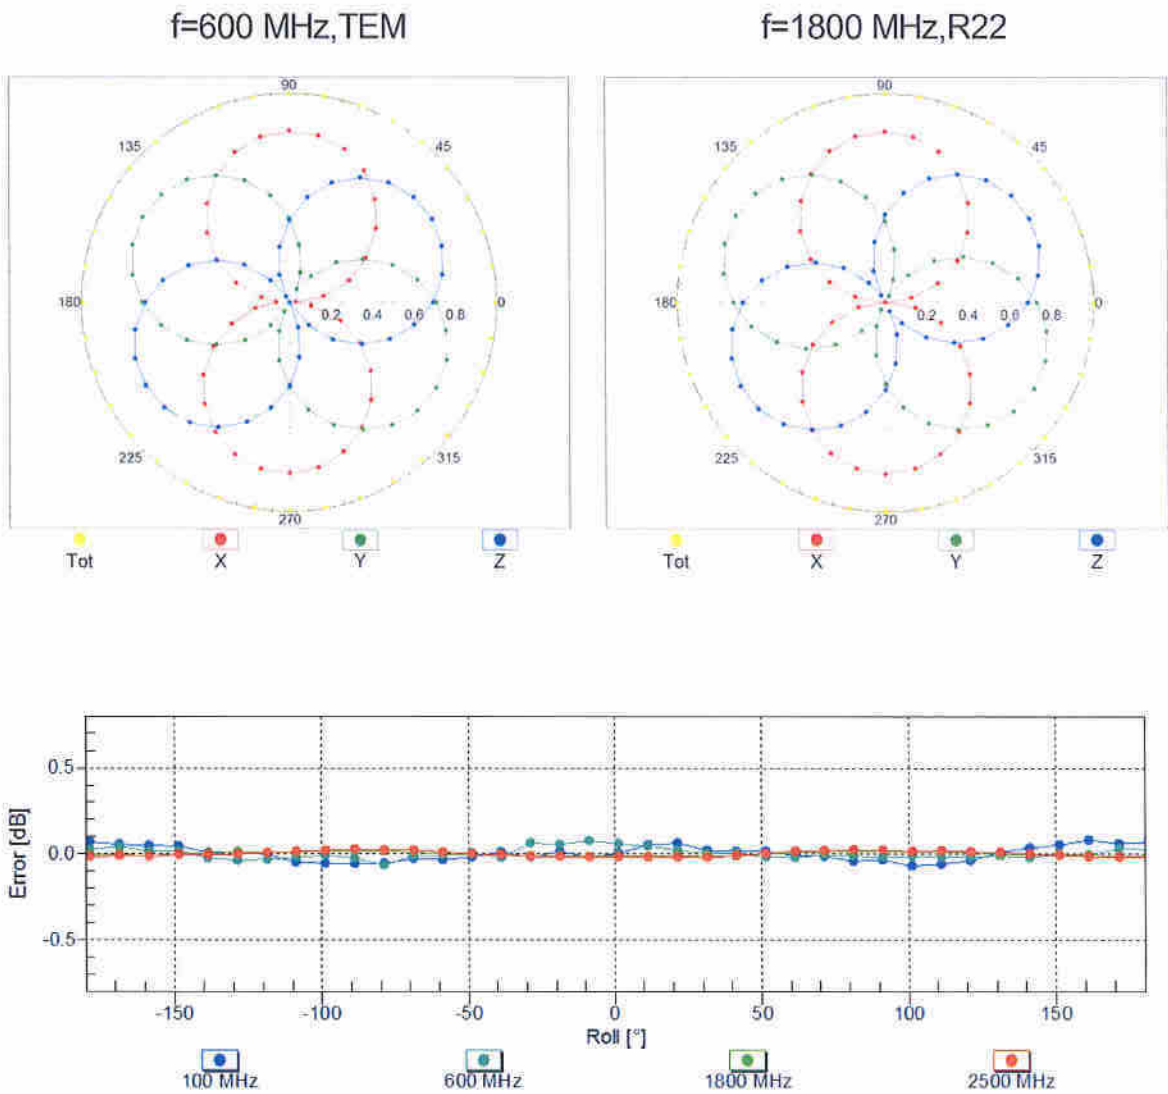 f=600 MHz,TEM
f=1800 MHz,R22
90
135
45
180
0.2 0.4 0.6 0.8
0
225
315
270
Tot X Y Z
90
135
45
180
0.2 0.4 0.6 0.8
0
225
315
270
Tot X Y Z
Error [dB]
0.5
0.0
-0.5
-150 -100 -50 0 50 100 150
Roll [°]
100 MHz 600 MHz 1800 MHz 2500 MHz